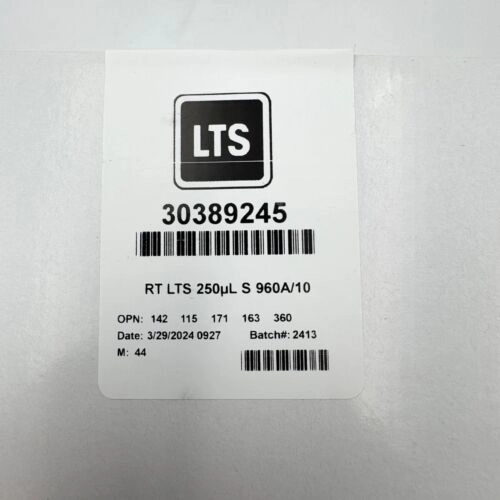 LTS
30389245
RT LTS 250µL S 960A/10
OPN: 142 115 171 163 360
Date: 3/29/2024 0927 Batch#: 2413
M: 44